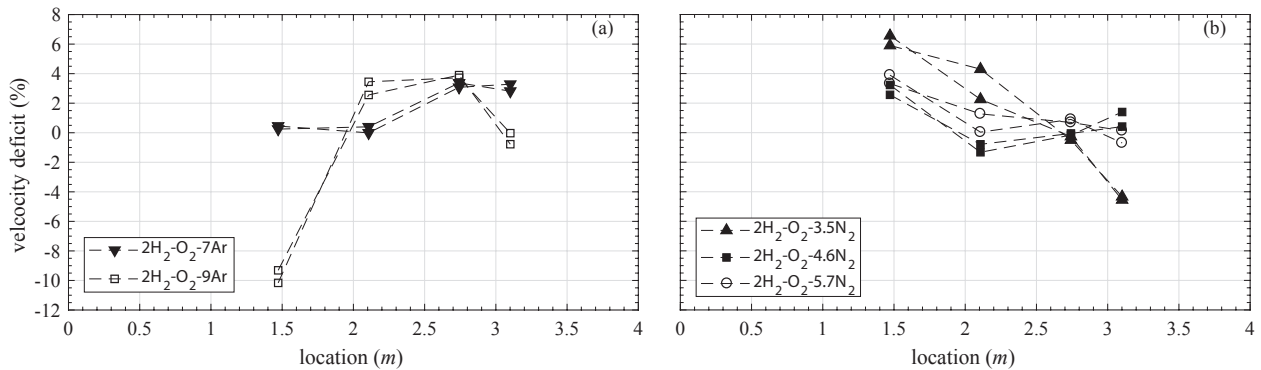 8
6
4
2
0
-2
-4
-6
-8
-10
-12
velcocity deficit (%)
(a)
2H₂-O₂-7Ar
2H₂-O₂-9Ar
0 0.5 1 1.5 2 2.5 3 3.5 4
location (m)
(b)
2H₂-O₂-3.5N₂
2H₂-O₂-4.6N₂
2H₂-O₂-5.7N₂
0 0.5 1 1.5 2 2.5 3 3.5 4
location (m)